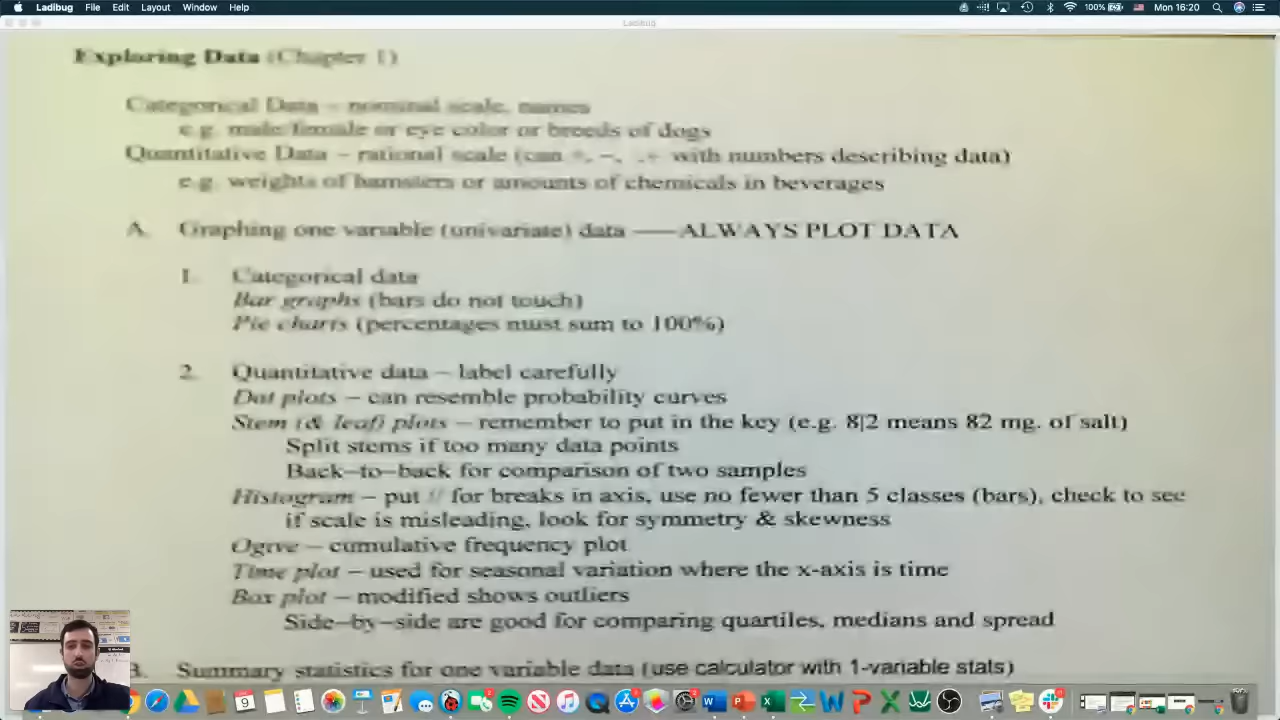 Ladibug File Edit Layout Window Help 100% Mon 16:20
Ladibug
Exploring Data (Chapter 1)
Categorical Data – nominal scale, names
e.g. male/female or eye color or breeds of dogs
Quantitative Data – rational scale (can +, –, with numbers describing data)
e.g. weights of hamsters or amounts of chemicals in beverages
A. Graphing one variable (univariate) data —— ALWAYS PLOT DATA
1. Categorical data
Bar graphs (bars do not touch)
Pie charts (percentages must sum to 100%)
2. Quantitative data – label carefully
Dot plots – can resemble probability curves
Stem (& leaf) plots – remember to put in the key (e.g. 8|2 means 82 mg. of salt)
Split stems if too many data points
Back–to–back for comparison of two samples
Histogram – put // for breaks in axis, use no fewer than 5 classes (bars), check to see
if scale is misleading, look for symmetry & skewness
Ogive – cumulative frequency plot
Time plot – used for seasonal variation where the x-axis is time
Box plot – modified shows outliers
Side–by–side are good for comparing quartiles, medians and spread
B. Summary statistics for one variable data (use calculator with 1-variable stats)